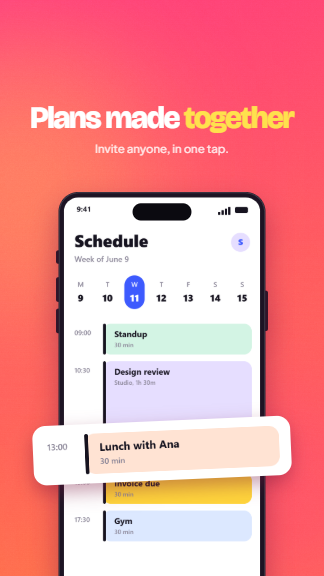 Plans made together
Invite anyone, in one tap.
9:41
Schedule
S
Week of June 9
M T W T F S S
9 10 11 12 13 14 15
09:00
Standup
30 min
10:30
Design review
Studio, 1h 30m
13:00
Lunch with Ana
30 min
Invoice due
30 min
17:30
Gym
30 min